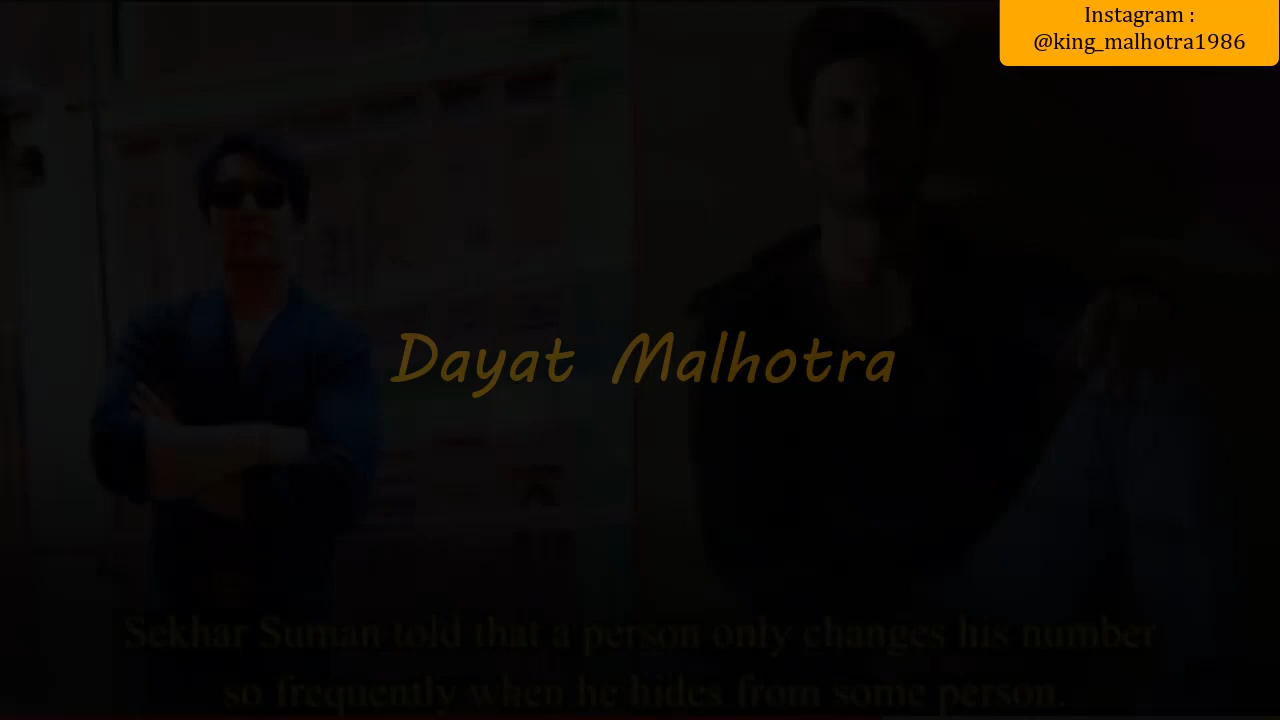 Instagram :
@king_malhotra1986
Dayat Malhotra
Sekhar Suman told that a person only changes his number
so frequently when he hides from some person.